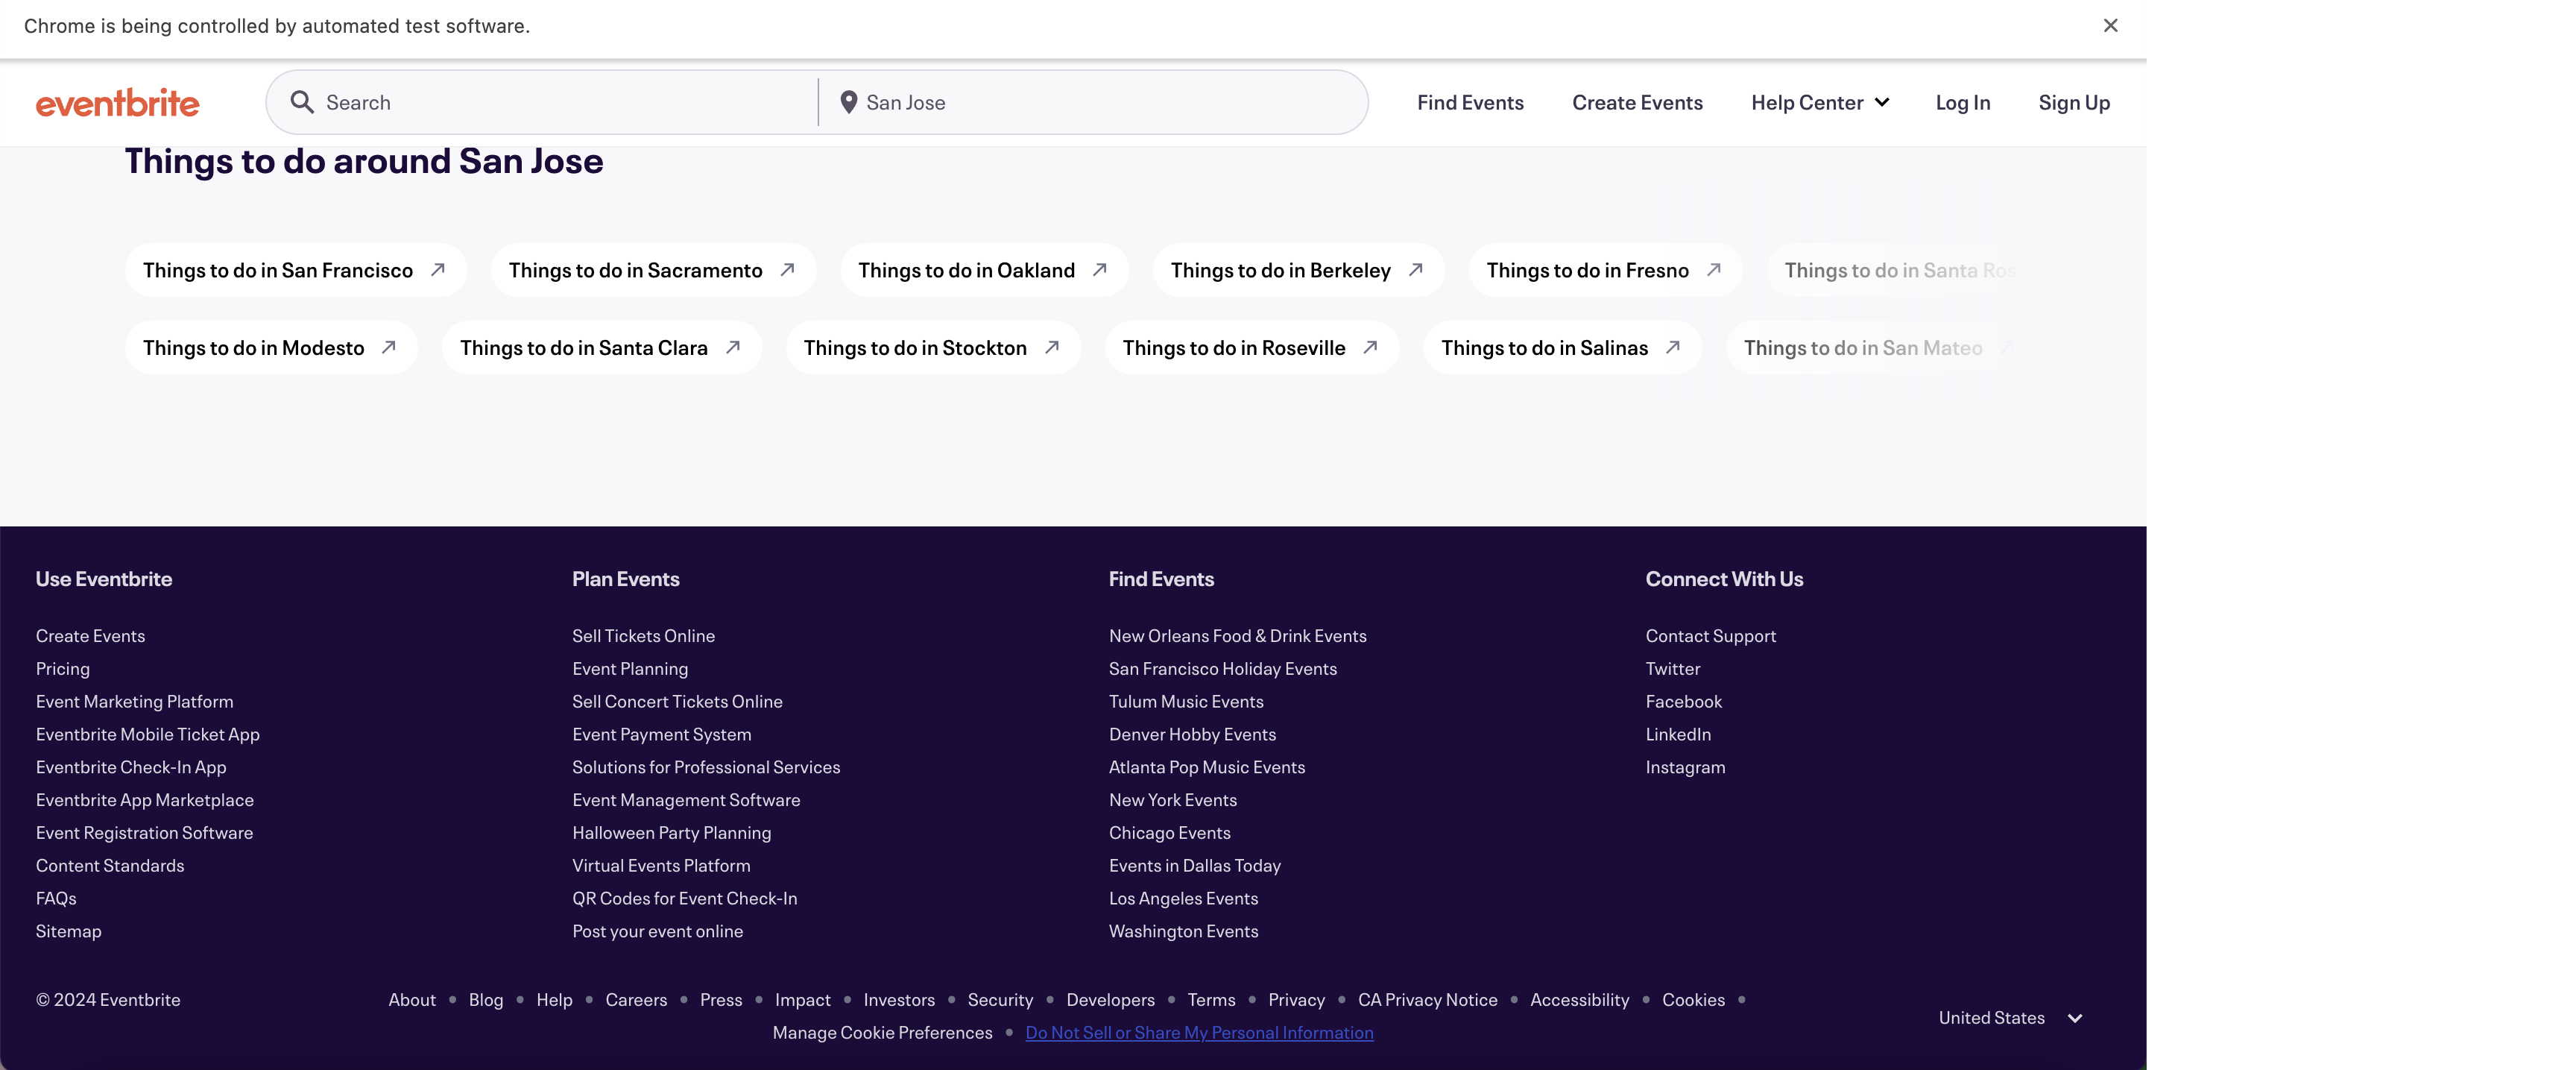 Chrome is being controlled by automated test software.
eventbrite
Search
San Jose
Find Events
Create Events
Help Center
Log In
Sign Up
Things to do around San Jose
Things to do in San Francisco
Things to do in Sacramento
Things to do in Oakland
Things to do in Berkeley
Things to do in Fresno
Things to do in Santa Ros
Things to do in Modesto
Things to do in Santa Clara
Things to do in Stockton
Things to do in Roseville
Things to do in Salinas
Things to do in San Mateo
Use Eventbrite
Create Events
Pricing
Event Marketing Platform
Eventbrite Mobile Ticket App
Eventbrite Check-In App
Eventbrite App Marketplace
Event Registration Software
Content Standards
FAQs
Sitemap
Plan Events
Sell Tickets Online
Event Planning
Sell Concert Tickets Online
Event Payment System
Solutions for Professional Services
Event Management Software
Halloween Party Planning
Virtual Events Platform
QR Codes for Event Check-In
Post your event online
Find Events
New Orleans Food & Drink Events
San Francisco Holiday Events
Tulum Music Events
Denver Hobby Events
Atlanta Pop Music Events
New York Events
Chicago Events
Events in Dallas Today
Los Angeles Events
Washington Events
Connect With Us
Contact Support
Twitter
Facebook
LinkedIn
Instagram
© 2024 Eventbrite
About • Blog • Help • Careers • Press • Impact • Investors • Security • Developers • Terms • Privacy • CA Privacy Notice • Accessibility • Cookies •
Manage Cookie Preferences • Do Not Sell or Share My Personal Information
United States